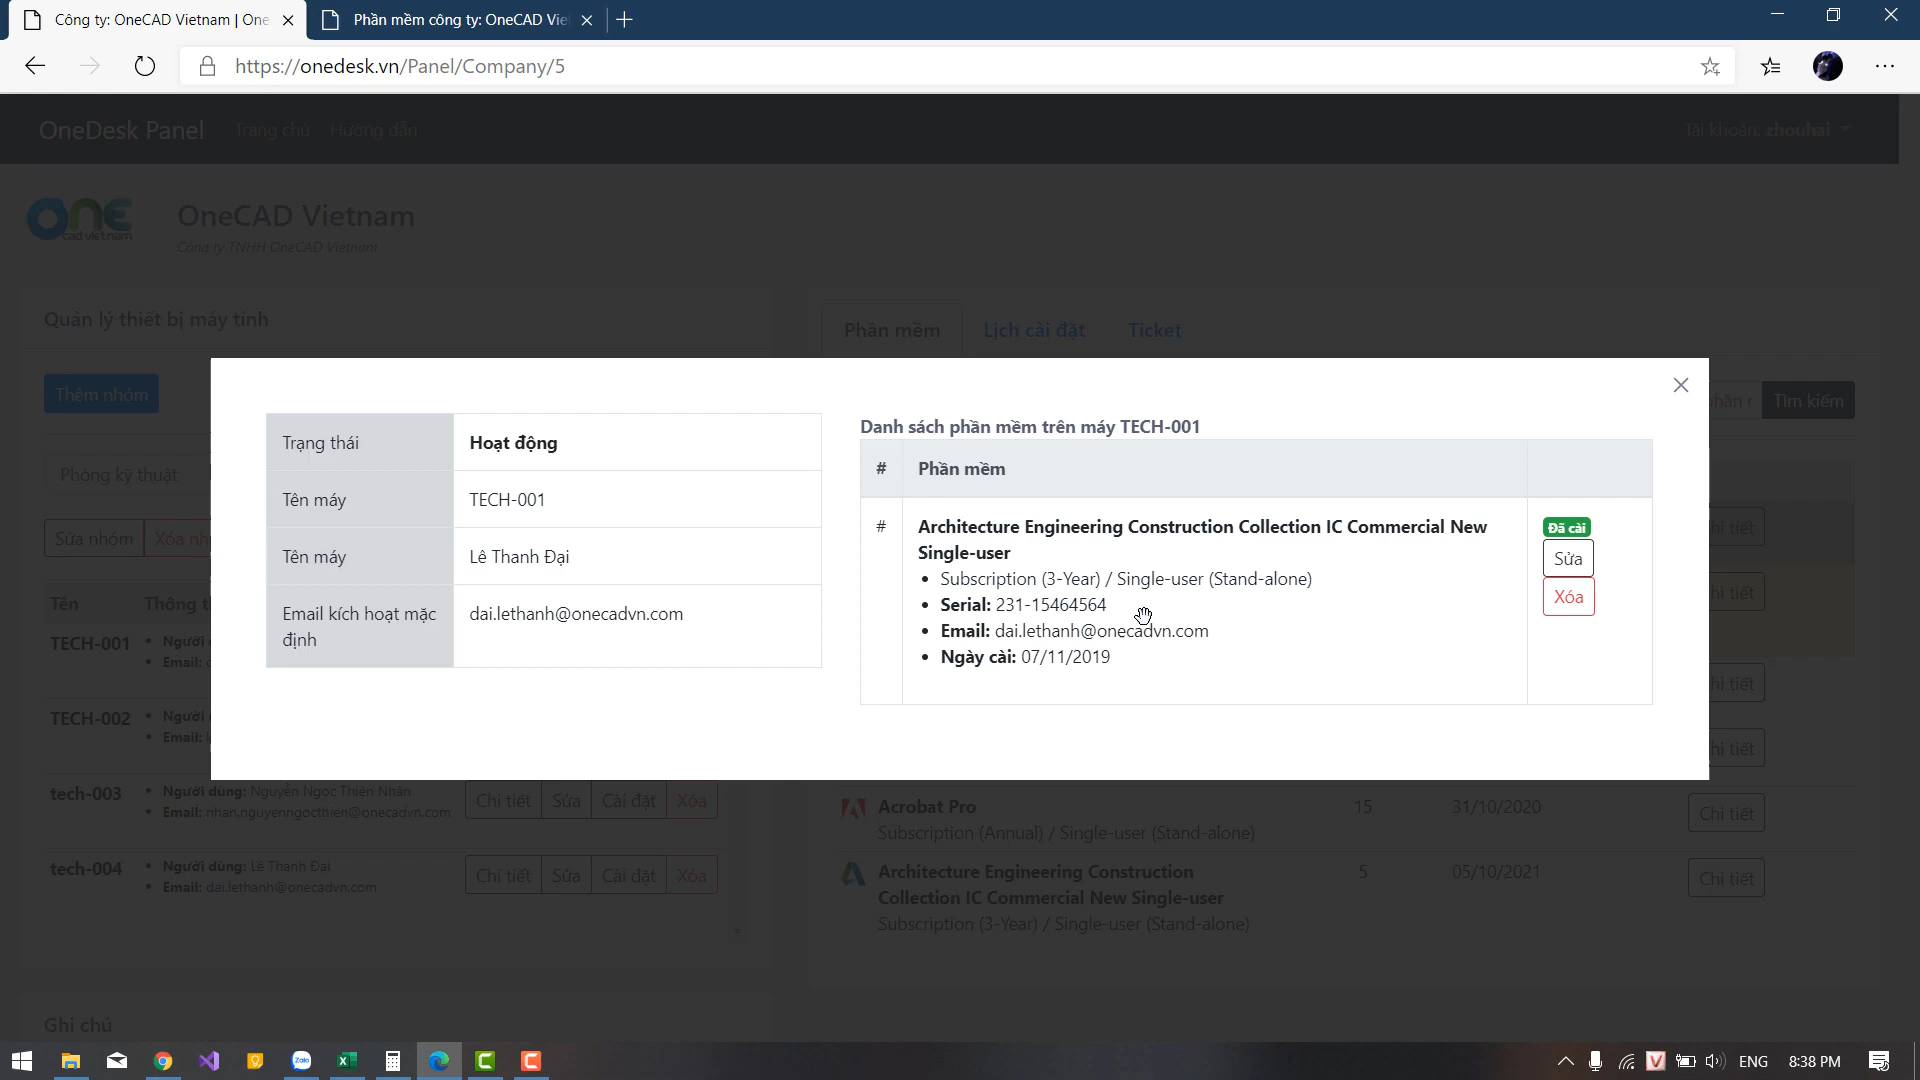 Công ty: OneCAD Vietnam | One
Phần mềm công ty: OneCAD Vie
https://onedesk.vn/Panel/Company/5
OneDesk Panel Trang chủ Hướng dẫn Tài khoản: zhouhai
one cad vietnam
OneCAD Vietnam
Công ty TNHH OneCAD Vietnam
Quản lý thiết bị máy tính
Phần mềm Lịch cài đặt Ticket
Thêm nhóm
Tìm kiếm
Phòng kỹ thuật
Sửa nhóm
Tên
TECH-001
TECH-002
Trạng thái Hoạt động
Tên máy TECH-001
Tên máy Lê Thanh Đại
Email kích hoạt mặc
định
dai.lethanh@onecadvn.com
Danh sách phần mềm trên máy TECH-001
# Phần mềm
# Architecture Engineering Construction Collection IC Commercial New
Single-user
Subscription (3-Year) / Single-user (Stand-alone)
Serial: 231-15464564
Email: dai.lethanh@onecadvn.com
Ngày cài: 07/11/2019
Đã cài
Sửa
Xóa
tech-003 Người dùng: Nguyễn Ngọc Thiện Nhân
Email: nhan.nguyenngocthien@onecadvn.com
Chi tiết Sửa Cài đặt Xóa
tech-004 Người dùng: Lê Thanh Đại
Email: dai.lethanh@onecadvn.com
Chi tiết Sửa Cài đặt Xóa
Acrobat Pro 15 31/10/2020 Chi tiết
Subscription (Annual) / Single-user (Stand-alone)
Architecture Engineering Construction 5 05/10/2021 Chi tiết
Collection IC Commercial New Single-user
Subscription (3-Year) / Single-user (Stand-alone)
Ghi chú
Zalo
ENG 8:38 PM